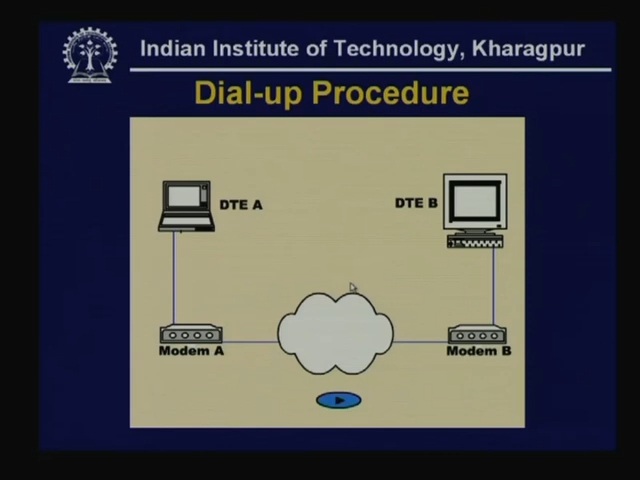 Indian Institute of Technology, Kharagpur
Dial-up Procedure
DTE A
DTE B
Modem A
Modem B